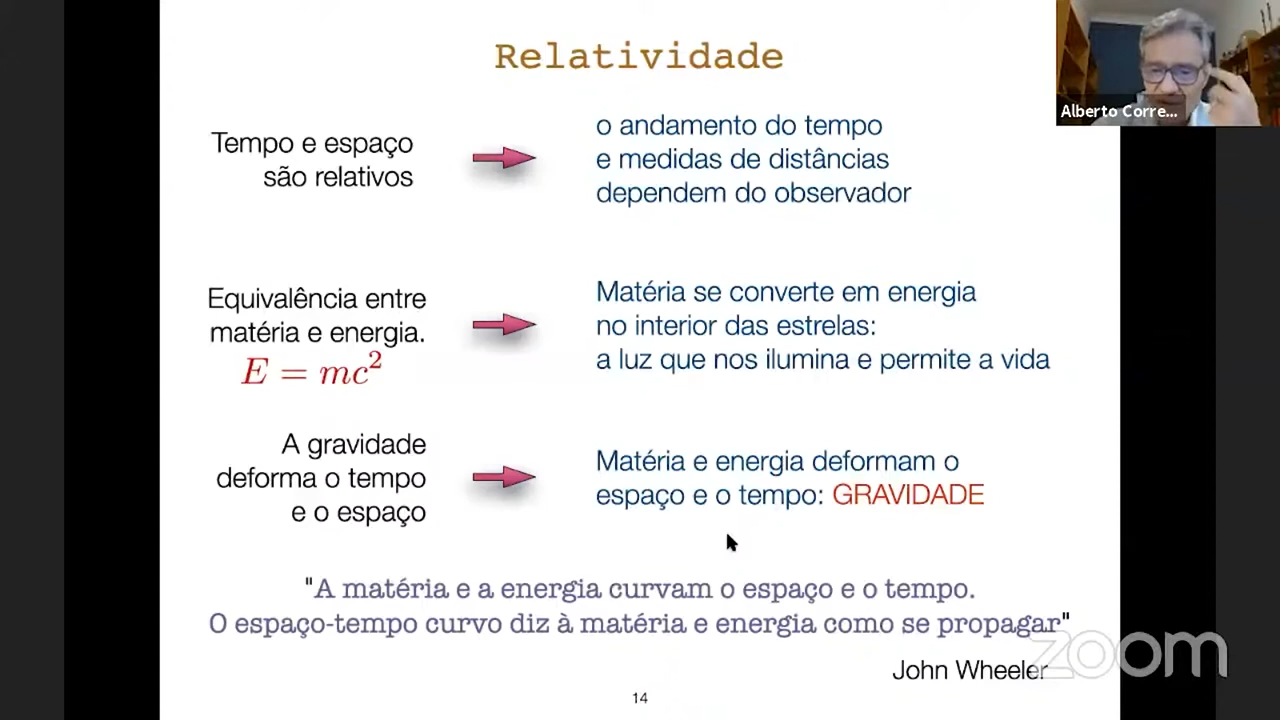 Relatividade
Alberto Corre...
Tempo e espaço
são relativos
o andamento do tempo
e medidas de distâncias
dependem do observador
Equivalência entre
matéria e energia.
E = mc²
Matéria se converte em energia
no interior das estrelas:
a luz que nos ilumina e permite a vida
A gravidade
deforma o tempo
e o espaço
Matéria e energia deformam o
espaço e o tempo: GRAVIDADE
"A matéria e a energia curvam o espaço e o tempo.
O espaço-tempo curvo diz à matéria e energia como se propagar"
John Wheeler
zoom
14